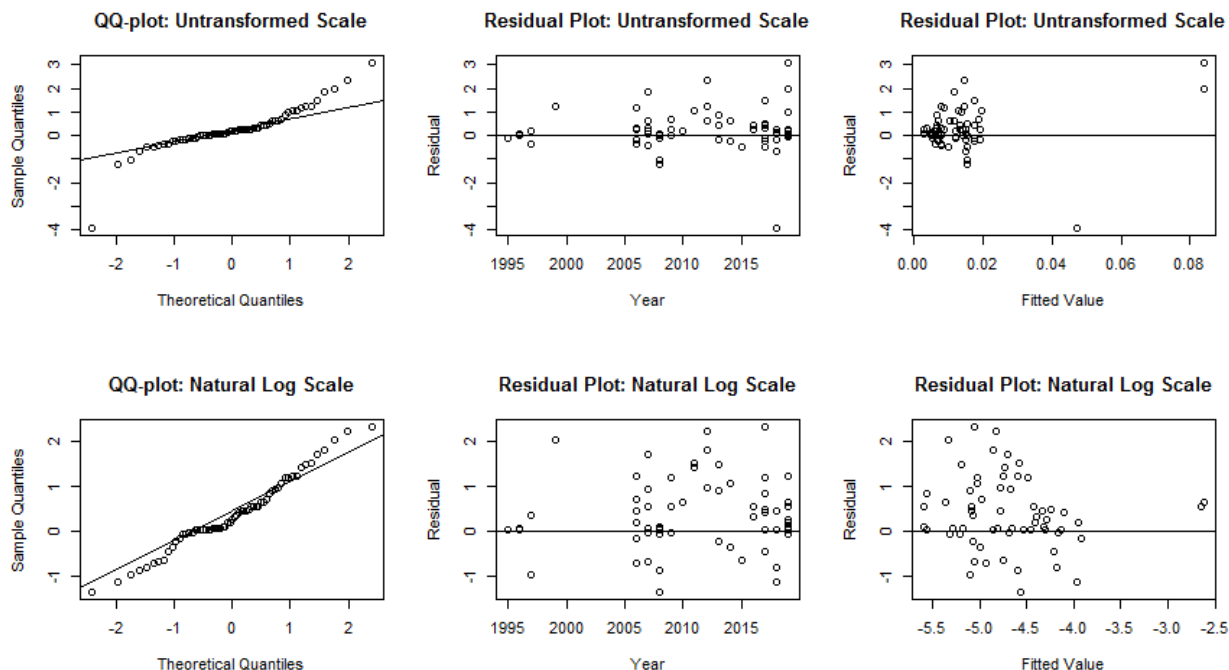 QQ-plot: Untransformed Scale
Sample Quantiles
3
2
1
0
-2
-4
-2 -1 0 1 2
Theoretical Quantiles
Residual Plot: Untransformed Scale
Residual
3
2
1
0
-2
-4
1995 2000 2005 2010 2015
Year
Residual Plot: Untransformed Scale
Residual
3
2
1
0
-2
-4
0.00 0.02 0.04 0.06 0.08
Fitted Value
QQ-plot: Natural Log Scale
Sample Quantiles
2
1
0
-1
-2 -1 0 1 2
Theoretical Quantiles
Residual Plot: Natural Log Scale
Residual
2
1
0
-1
1995 2000 2005 2010 2015
Year
Residual Plot: Natural Log Scale
Residual
2
1
0
-1
-5.5 -5.0 -4.5 -4.0 -3.5 -3.0 -2.5
Fitted Value